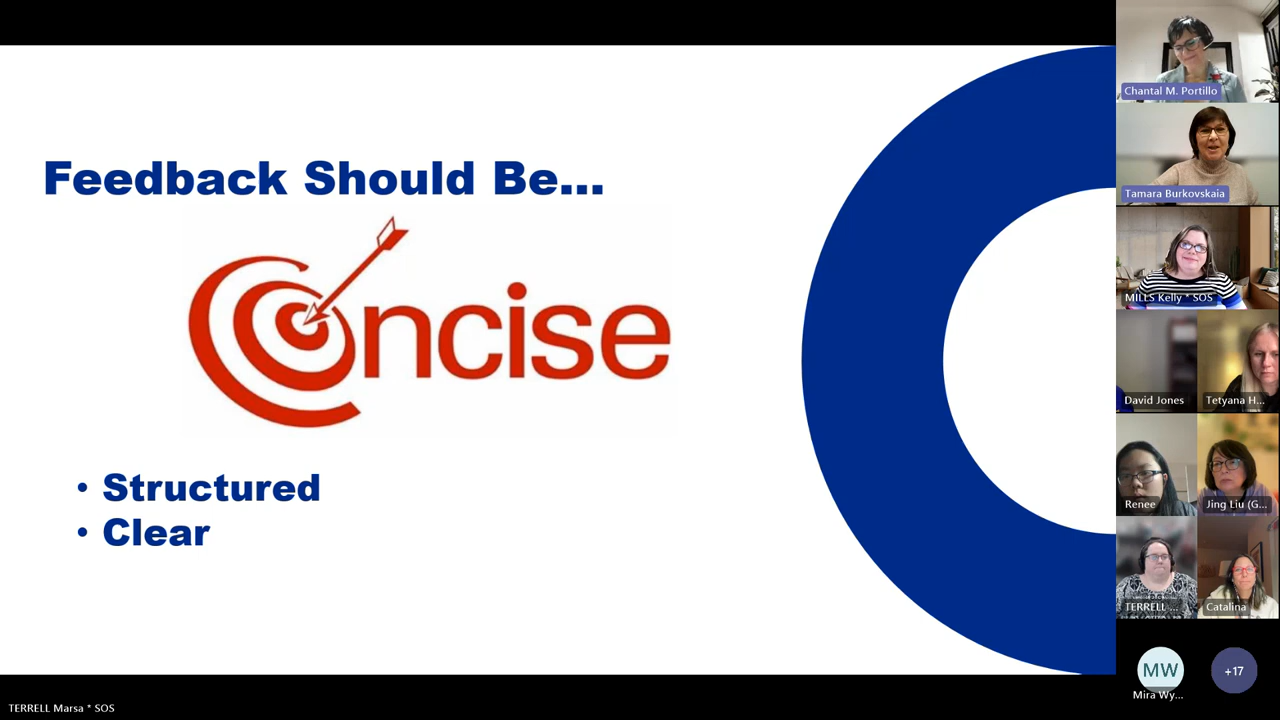 Feedback Should Be...
Concise
• Structured
• Clear
Chantal M. Portillo
Tamara Burkovskaia
MILLS Kelly * SOS
David Jones
Tetyana H...
Renee
Jing Liu (G...
TERRELL ...
Catalina
MW
Mira Wy...
+17
TERRELL Marsa * SOS